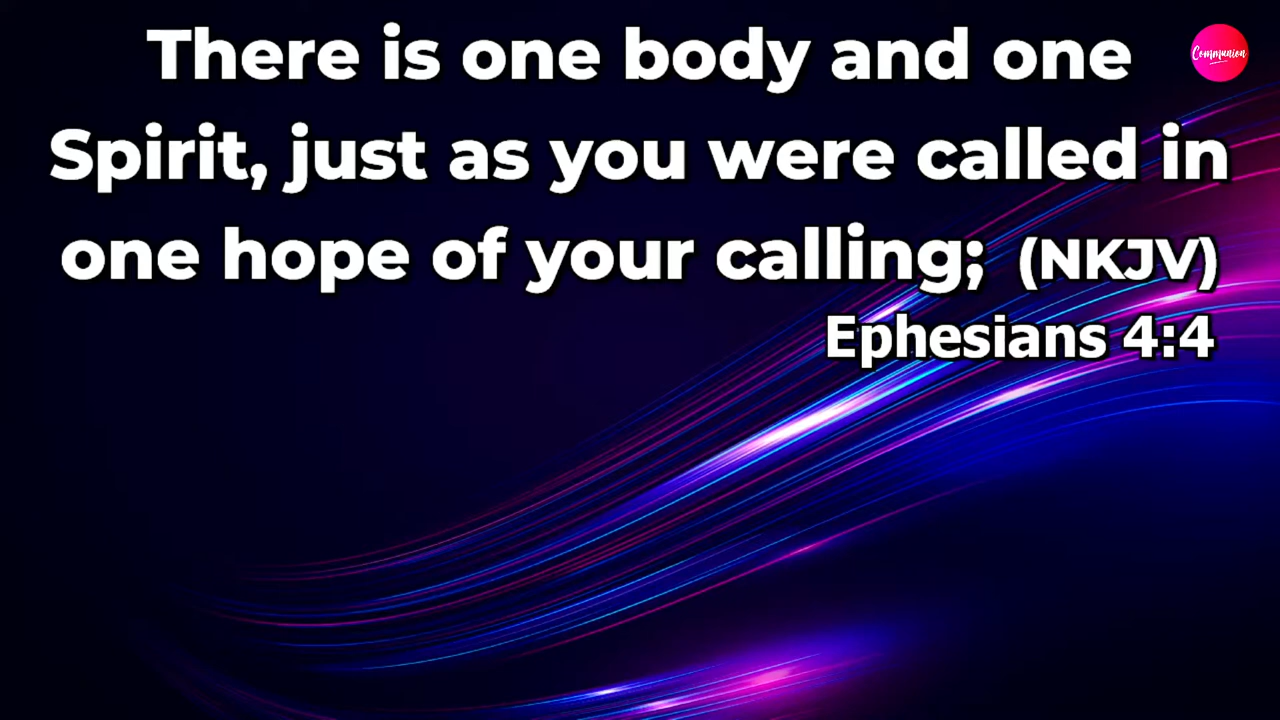 There is one body and one
Communion
Spirit, just as you were called in
one hope of your calling; (NKJV)
Ephesians 4:4